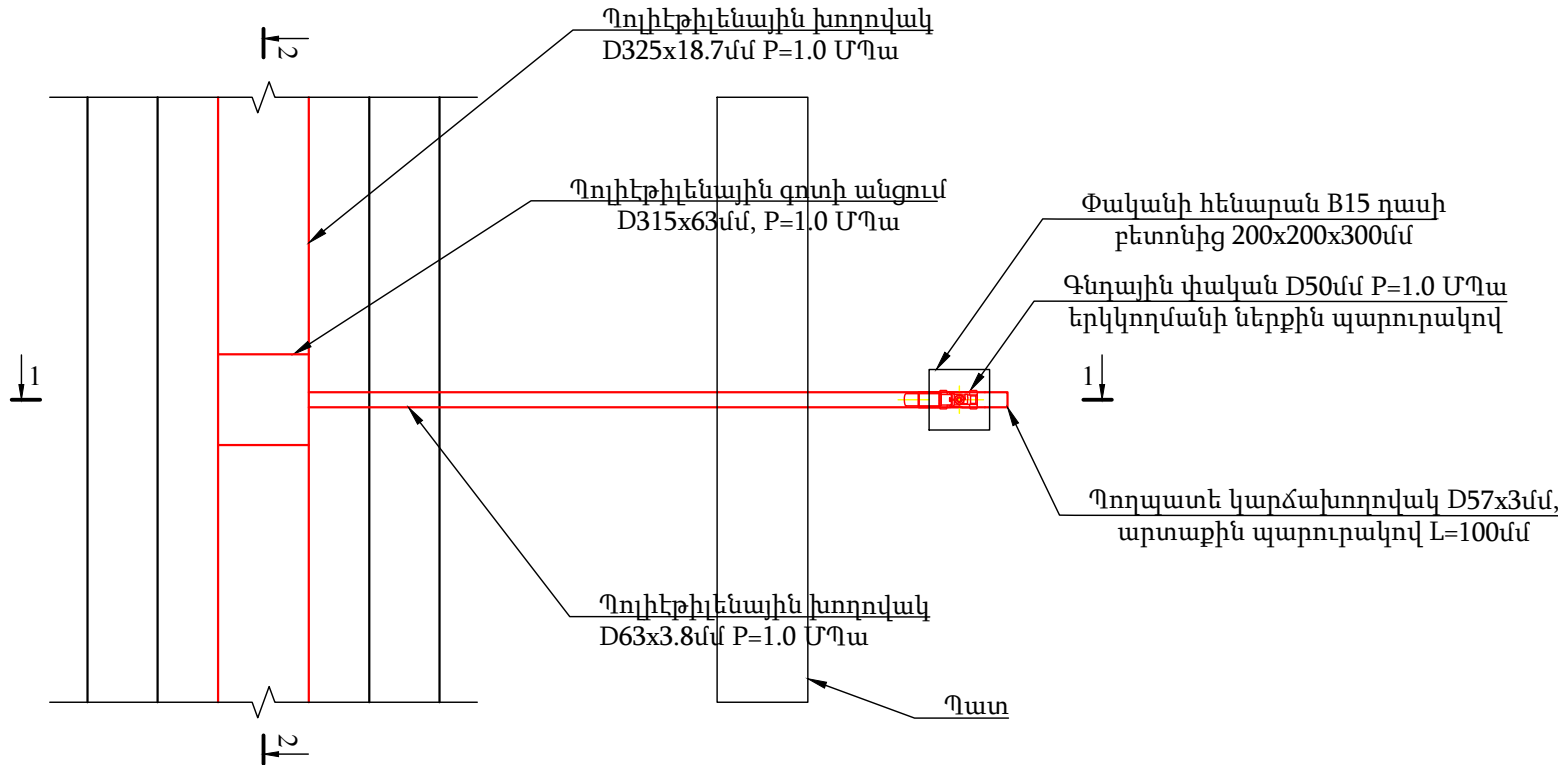 Պոլիէթիլենային խողովակ
D325x18.7մմ P=1.0 ՄՊա
2
Պոլիէթիլենային գոտի անցում
D315x63մմ, P=1.0 ՄՊա
Փականի հենարան B15 դասի
բետոնից 200x200x300մմ
Գնդային փական D50մմ P=1.0 ՄՊա
երկկողմանի ներքին պարուրակով
1
1
Պողպատե կարճախողովակ D57x3մմ,
արտաքին պարուրակով L=100մմ
Պոլիէթիլենային խողովակ
D63x3.8մմ P=1.0 ՄՊա
Պատ
2